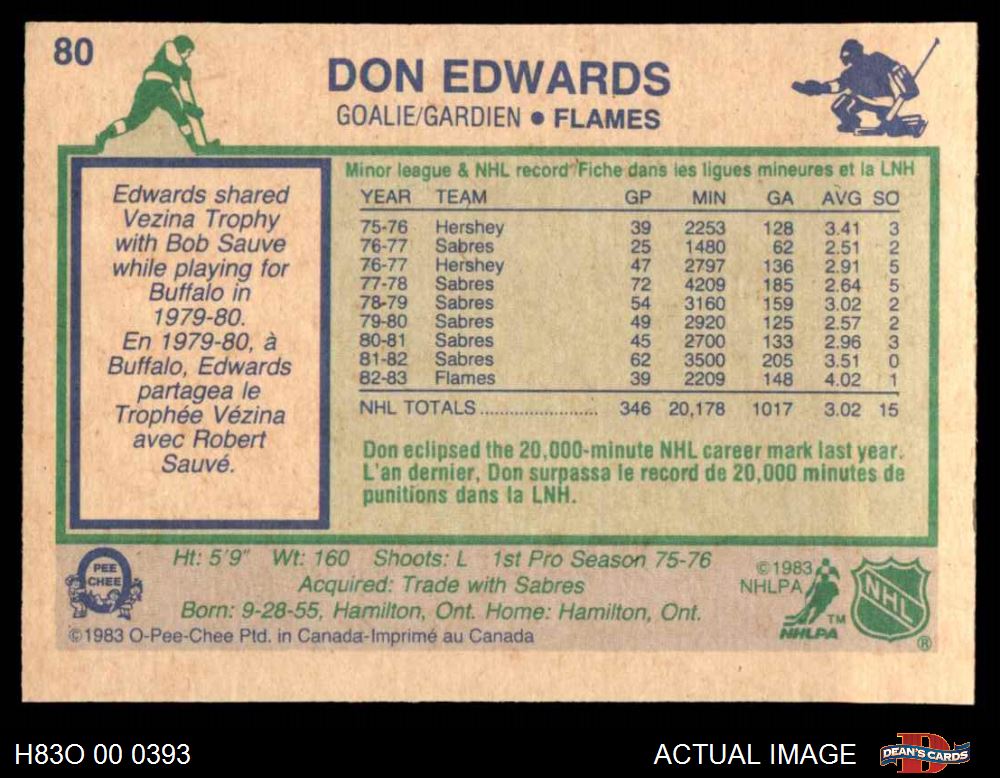 80
DON EDWARDS
GOALIE/GARDIEN • FLAMES
Edwards shared
Vezina Trophy
with Bob Sauve
while playing for
Buffalo in
1979-80.
En 1979-80, à
Buffalo, Edwards
partagea le
Trophée Vézina
avec Robert
Sauvé.
Minor league & NHL record/Fiche dans les ligues mineures et la LNH
YEAR TEAM GP MIN GA AVG SO
75-76 Hershey 39 2253 128 3.41 3
76-77 Sabres 25 1480 62 2.51 2
76-77 Hershey 47 2797 136 2.91 5
77-78 Sabres 72 4209 185 2.64 5
78-79 Sabres 54 3160 159 3.02 2
79-80 Sabres 49 2920 125 2.57 2
80-81 Sabres 45 2700 133 2.96 3
81-82 Sabres 62 3500 205 3.51 0
82-83 Flames 39 2209 148 4.02 1
NHL TOTALS........................ 346 20,178 1017 3.02 15
Don eclipsed the 20,000-minute NHL career mark last year.
L'an dernier, Don surpassa le record de 20,000 minutes de
punitions dans la LNH.
O PEE CHEE
Ht: 5'9" Wt: 160 Shoots: L 1st Pro Season 75-76
Acquired: Trade with Sabres
Born: 9-28-55, Hamilton, Ont. Home: Hamilton, Ont.
©1983 O-Pee-Chee Ptd. in Canada-Imprimé au Canada
©1983
NHLPA
TM
NHLPA
NHL
®
H83O 00 0393
ACTUAL IMAGE
DEAN'S CARDS